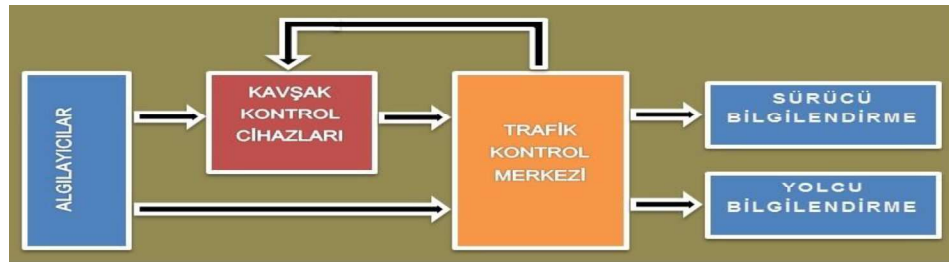 ALGILAYICILAR
KAVŞAK
KONTROL
CİHAZLARI
TRAFİK
KONTROL
MERKEZİ
SÜRÜCÜ
BİLGİLENDİRME
YOLCU
BİLGİLENDİRME